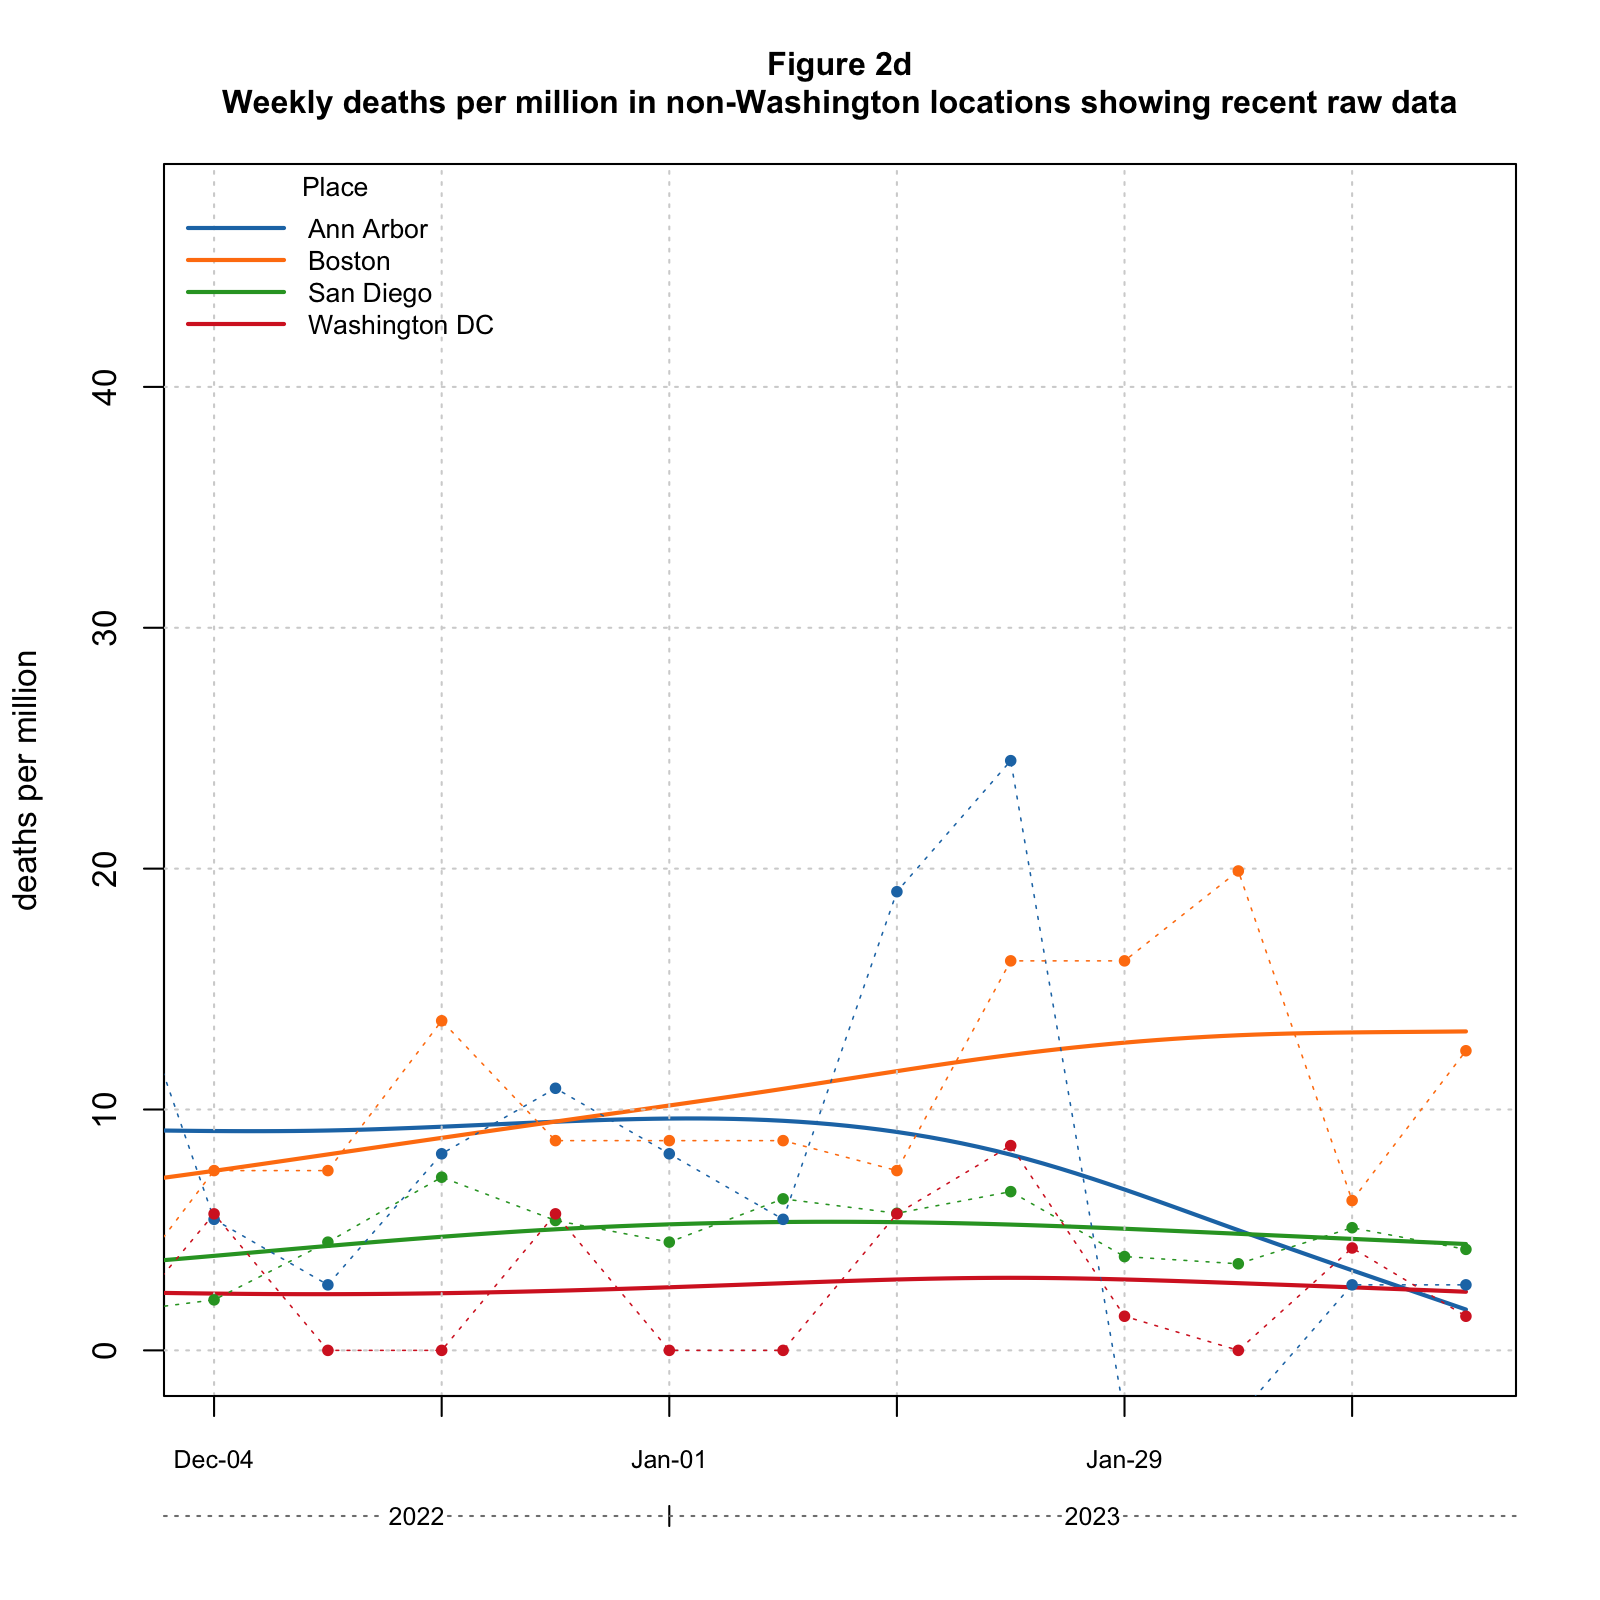 Figure 2d
Weekly deaths per million in non-Washington locations showing recent raw data
Place
Ann Arbor
Boston
San Diego
Washington DC
deaths per million
40
30
20
10
0
Dec-04
Jan-01
Jan-29
2022
2023